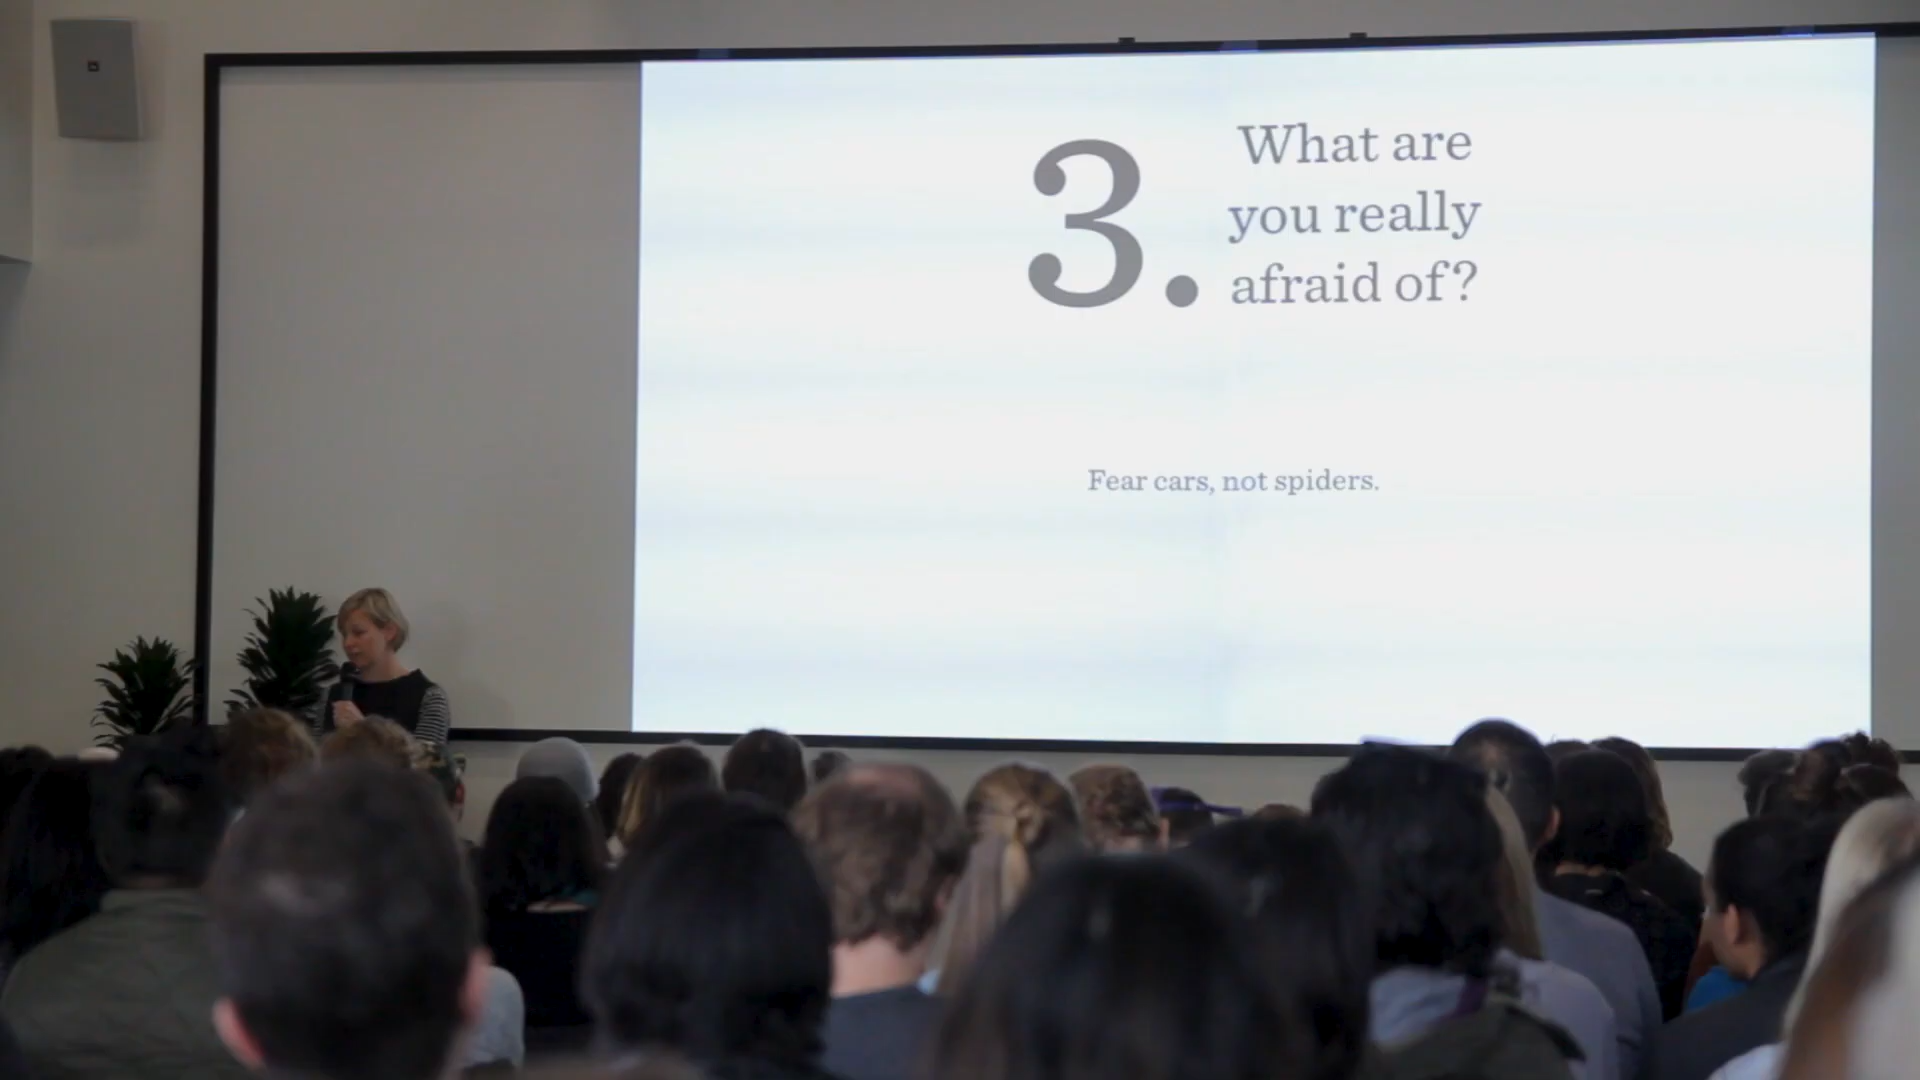 3.
What are
you really
afraid of?
Fear cars, not spiders.